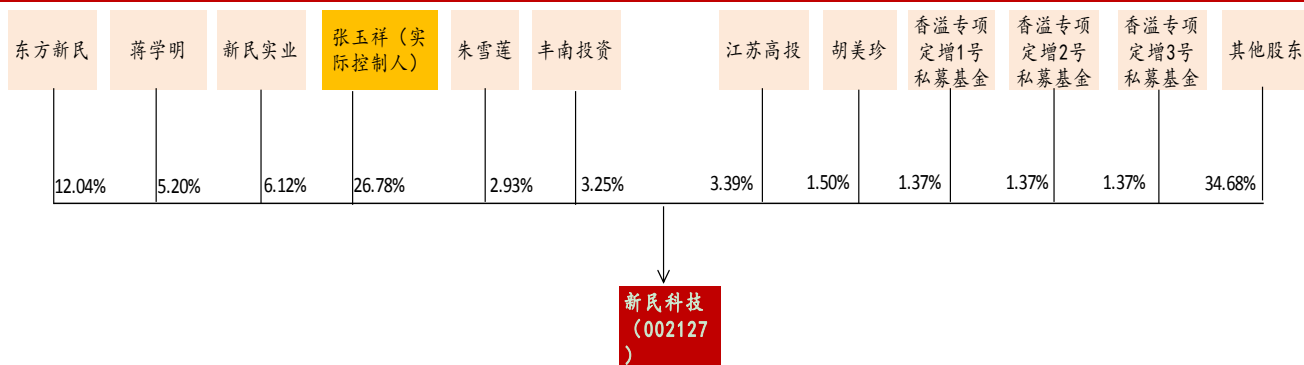 东方新民
蒋学明
新民实业
张玉祥（实
际控制人）
朱雪莲
丰南投资
江苏高投
胡美珍
香溢专项
定增1号
私募基金
香溢专项
定增2号
私募基金
香溢专项
定增3号
私募基金
其他股东
12.04%
5.20%
6.12%
26.78%
2.93%
3.25%
3.39%
1.50%
1.37%
1.37%
1.37%
34.68%
新民科技
（002127
）